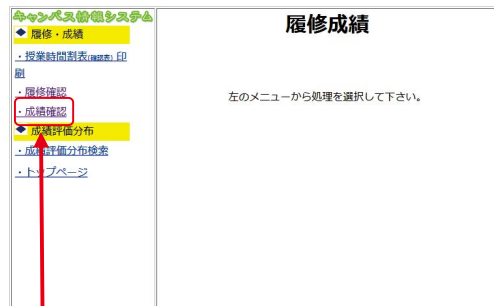 キャンパス情報システム
◆ 履修・成績
・授業時間割表(確認表) 印
刷
・履修確認
・成績確認
◆ 成績評価分布
・成績評価分布検索
・トップページ
履修成績
左のメニューから処理を選択して下さい。